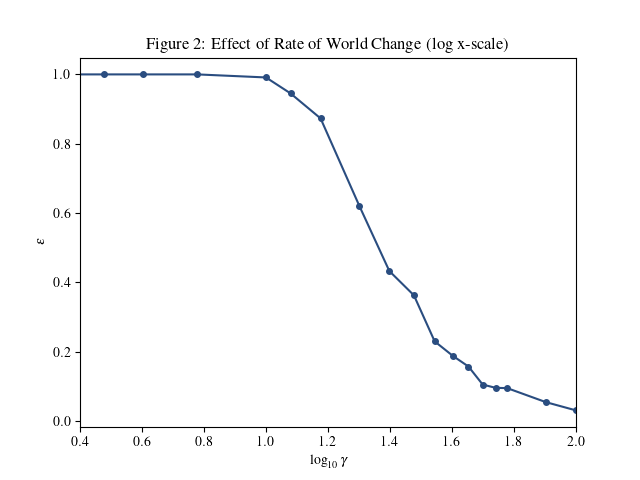 Figure 2: Effect of Rate of World Change (log x-scale)
1.0
0.8
0.6
0.4
0.2
0.0
ε
0.4 0.6 0.8 1.0 1.2 1.4 1.6 1.8 2.0
log₁₀ γ